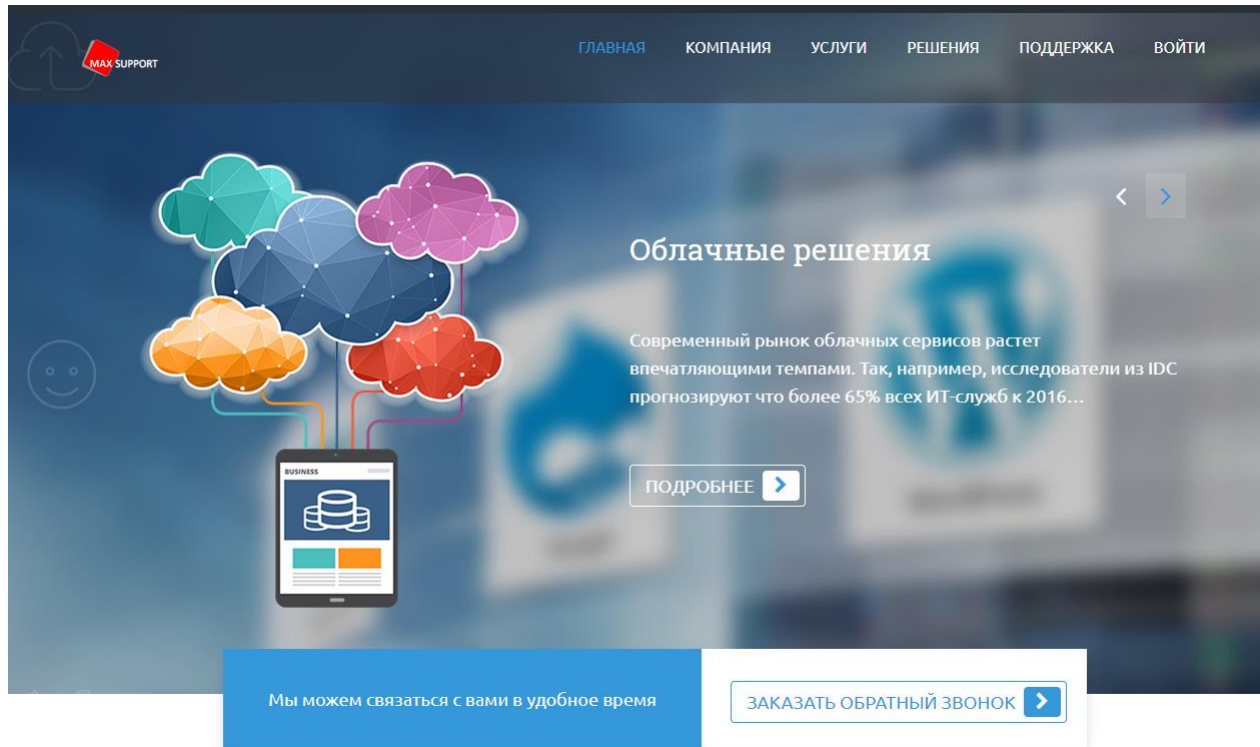 MAX SUPPORT
ГЛАВНАЯ КОМПАНИЯ УСЛУГИ РЕШЕНИЯ ПОДДЕРЖКА ВОЙТИ
Облачные решения
Современный рынок облачных сервисов растет
впечатляющими темпами. Так, например, исследователи из IDC
прогнозируют что более 65% всех ИТ-служб к 2016...
ПОДРОБНЕЕ
BUSINESS
Мы можем связаться с вами в удобное время
ЗАКАЗАТЬ ОБРАТНЫЙ ЗВОНОК